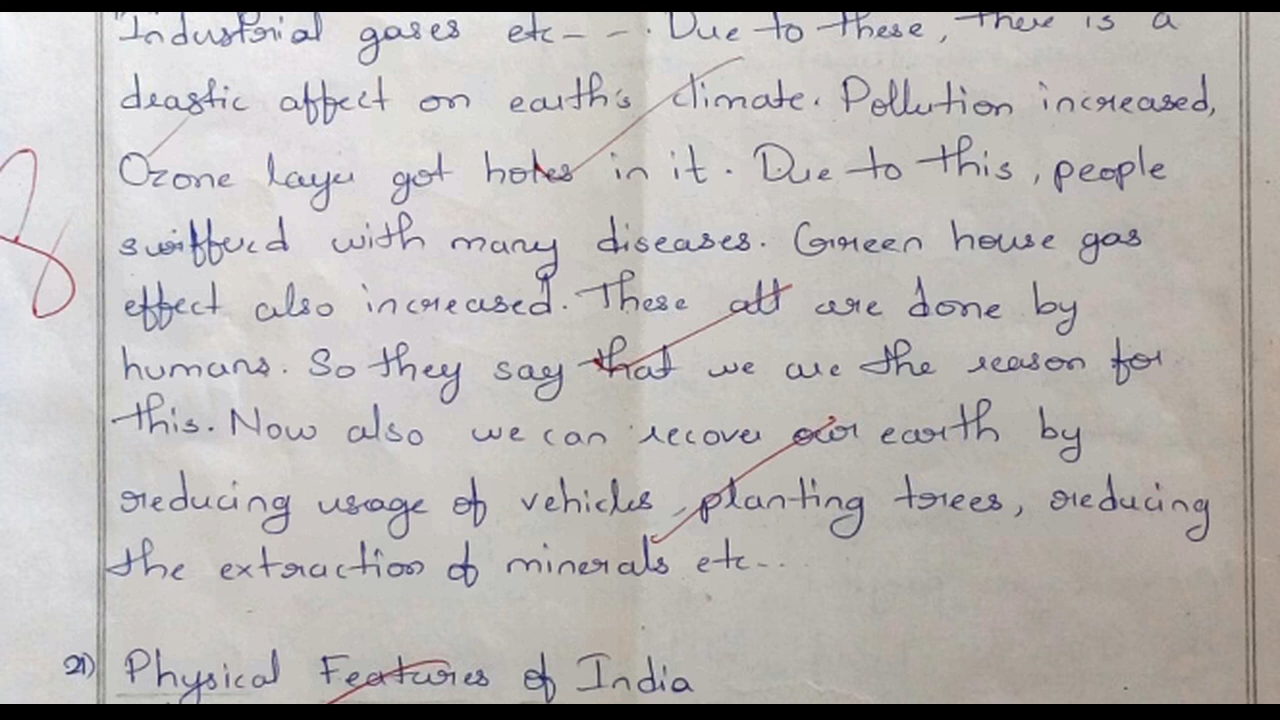 Industrial gases etc- - . Due to these, there is a
drastic affect on earth's climate. Pollution increased,
Ozone layer got holes in it. Due to this, people
suffered with many diseases. Green house gas
effect also increased. These all are done by
humans. So they say that we are the reason for
this. Now also we can recover our earth by
reducing usage of vehicles, planting trees, reducing
the extraction of minerals etc...
21) Physical Features of India